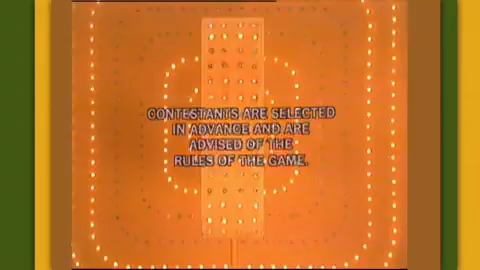 CONTESTANTS ARE SELECTED
IN ADVANCE AND ARE
ADVISED OF THE
RULES OF THE GAME.